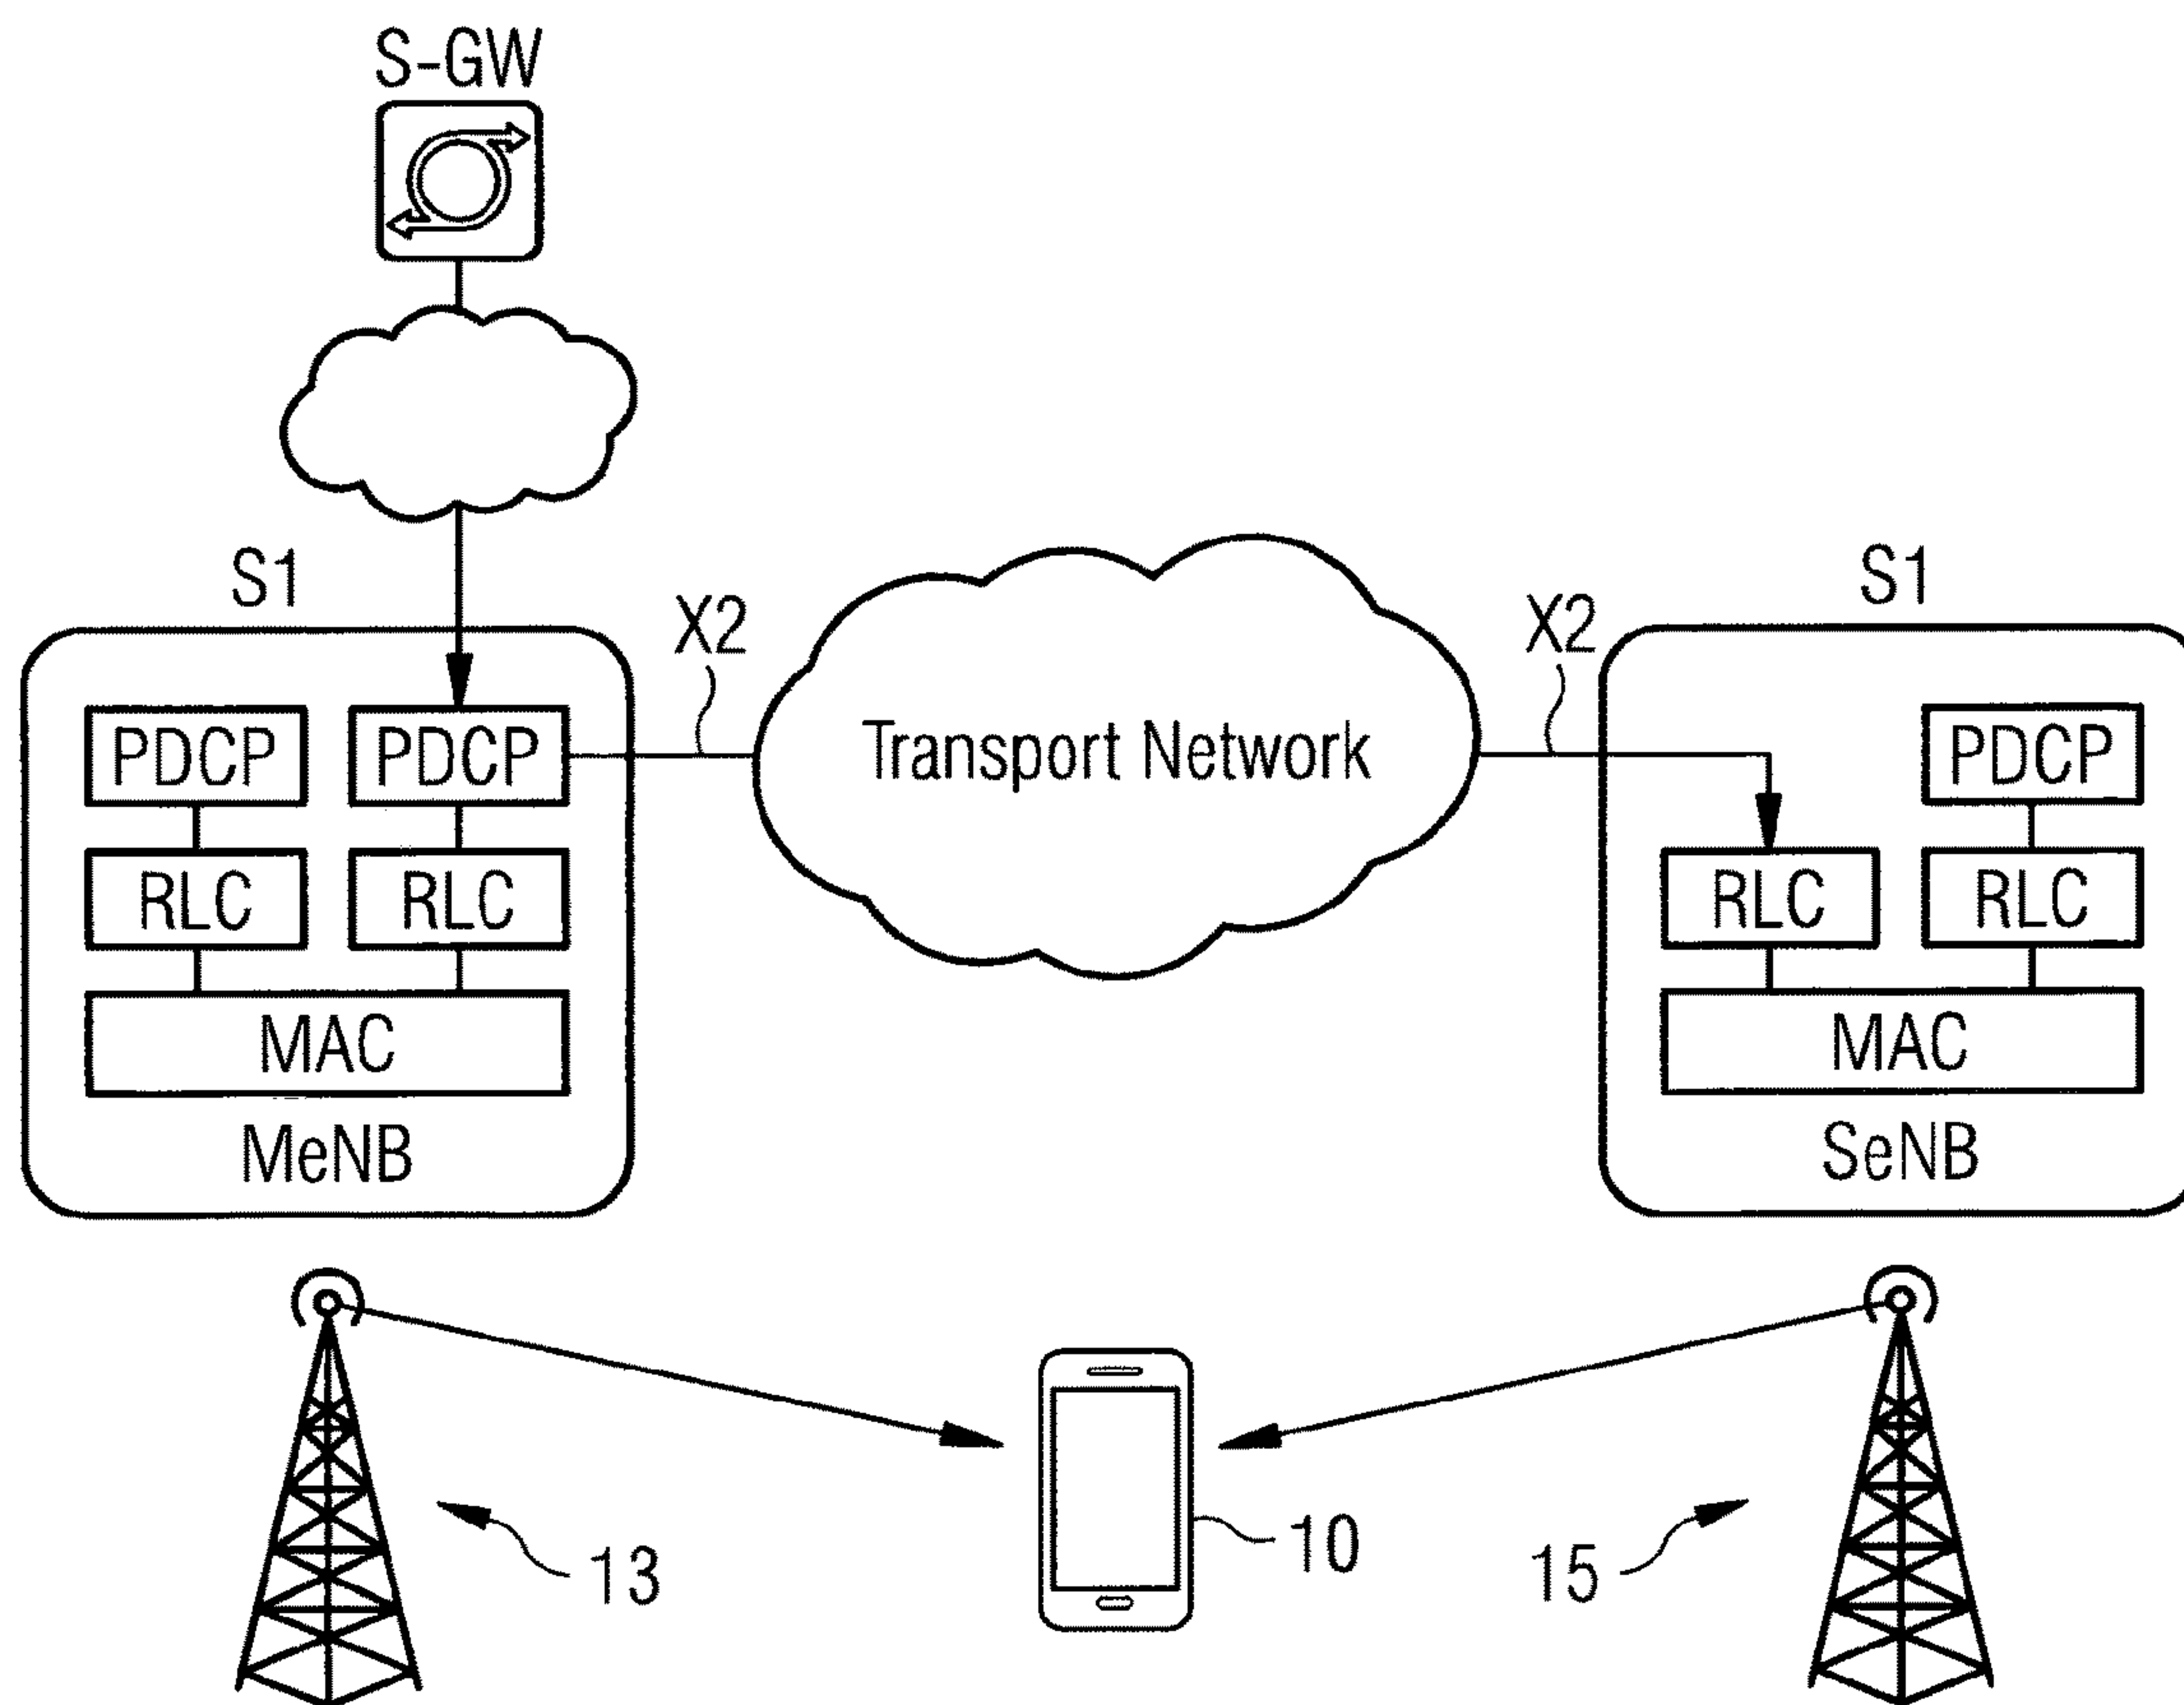 S-GW
S1
S1
X2
X2
Transport Network
PDCP
PDCP
PDCP
RLC
RLC
RLC
RLC
MAC
MAC
MeNB
SeNB
10
13
15